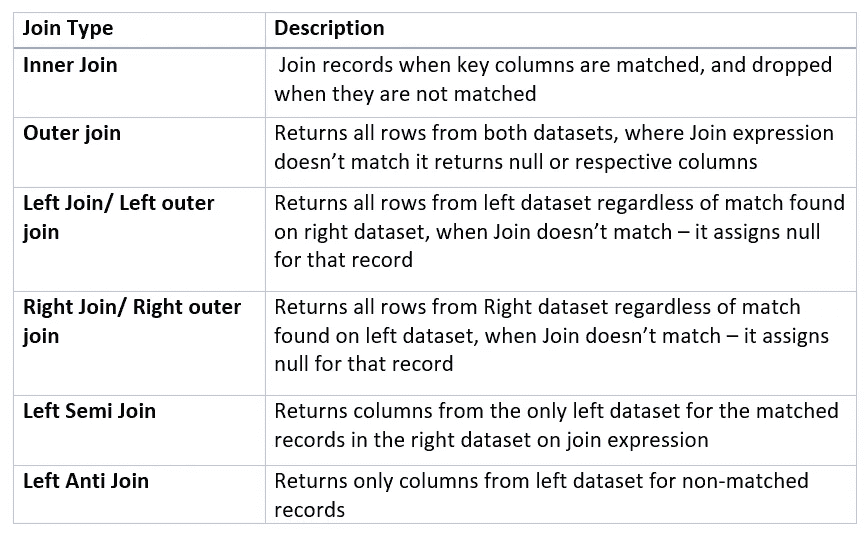 Join Type
Description
Inner Join
Join records when key columns are matched, and dropped
when they are not matched
Outer join
Returns all rows from both datasets, where Join expression
doesn’t match it returns null or respective columns
Left Join/ Left outer
join
Returns all rows from left dataset regardless of match found
on right dataset, when Join doesn’t match – it assigns null
for that record
Right Join/ Right outer
join
Returns all rows from Right dataset regardless of match
found on left dataset, when Join doesn’t match – it assigns
null for that record
Left Semi Join
Returns columns from the only left dataset for the matched
records in the right dataset on join expression
Left Anti Join
Returns only columns from left dataset for non-matched
records